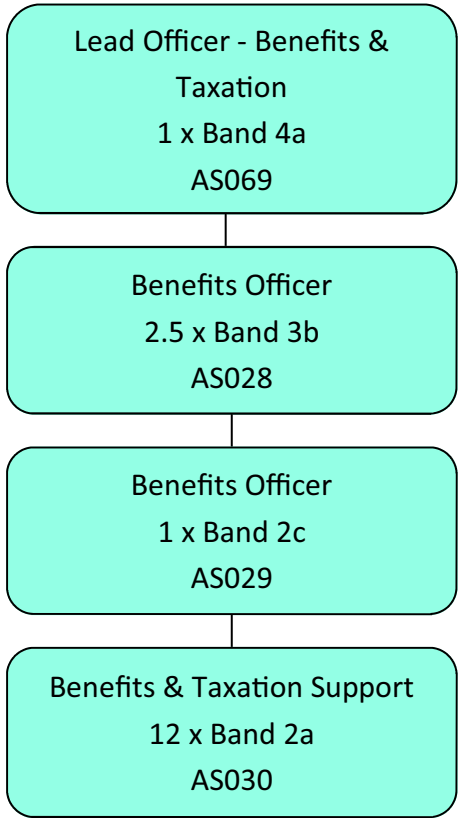 Lead Officer - Benefits &
Taxation
1 x Band 4a
AS069
Benefits Officer
2.5 x Band 3b
AS028
Benefits Officer
1 x Band 2c
AS029
Benefits & Taxation Support
12 x Band 2a
AS030